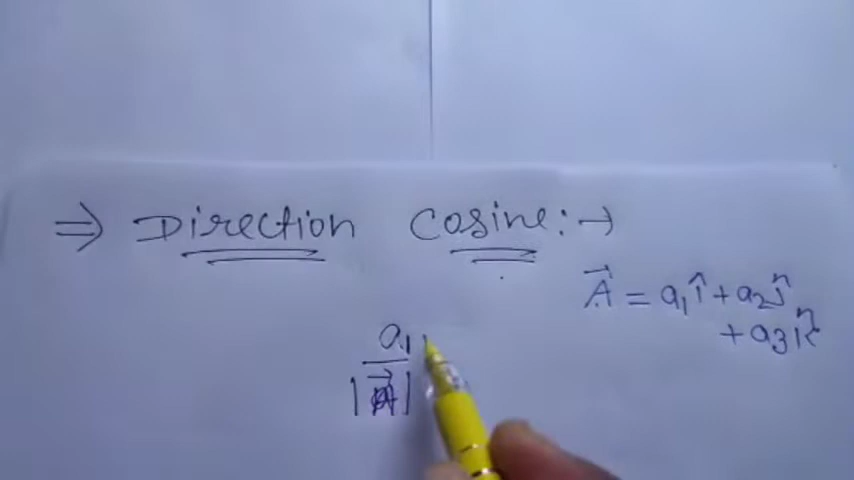 ⇒ Direction Cosine:→
A⃗ = a₁î + a₂ĵ
+ a₃k̂
a₁
|A⃗|